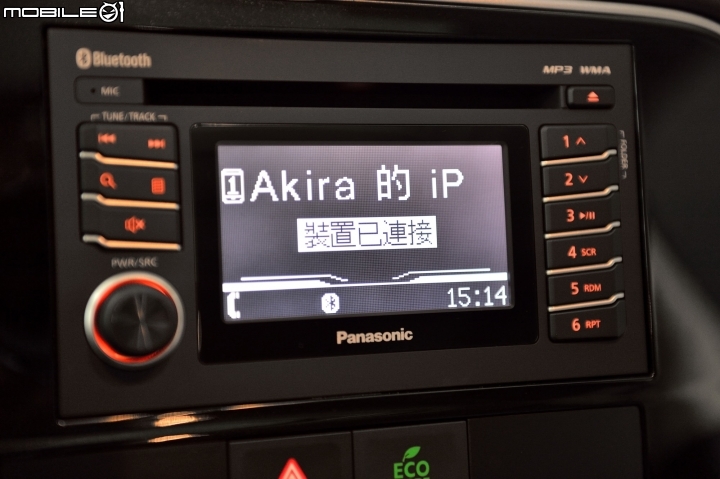 MOBILE01
Bluetooth
MP3 WMA
MIC
TUNE/TRACK
1
2
3
4 SCR
5 RDM
6 RPT
FOLDER
PWR/SRC
1 Akira 的 iP
裝置已連接
15:14
Panasonic
ECO